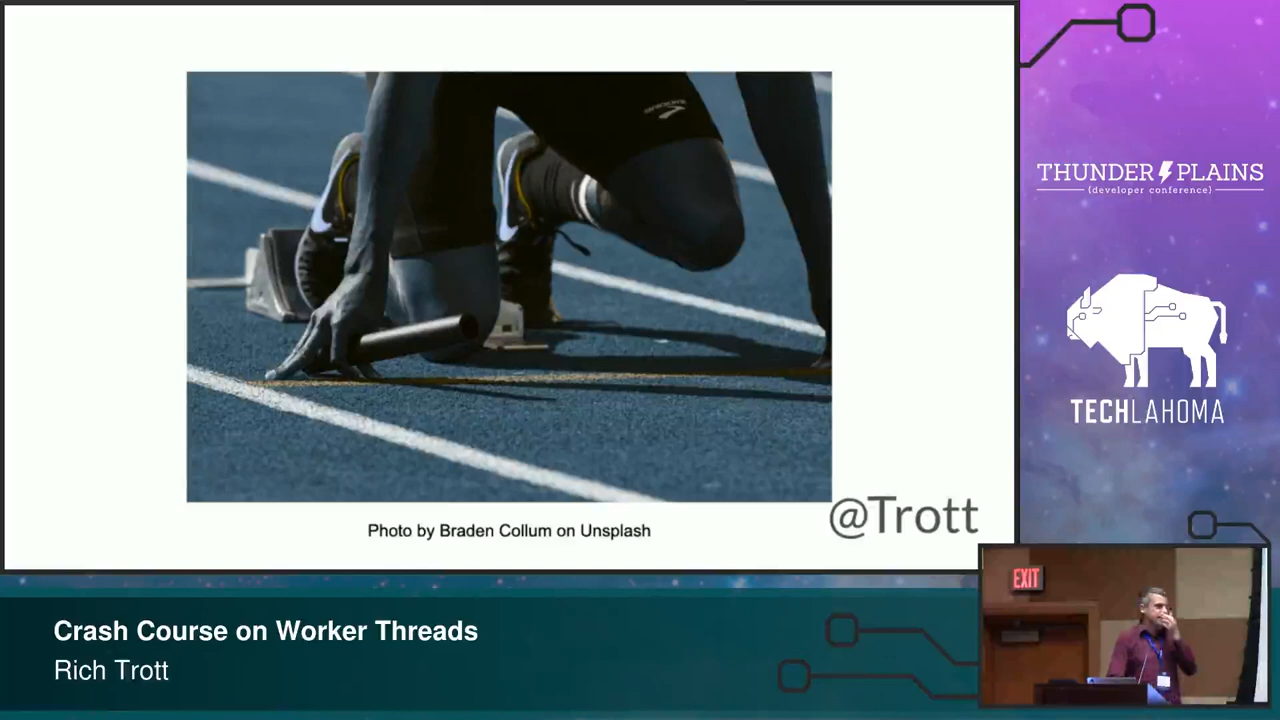 Photo by Braden Collum on Unsplash
@Trott
THUNDER PLAINS
{developer conference}
TECHLAHOMA
EXIT
Crash Course on Worker Threads
Rich Trott